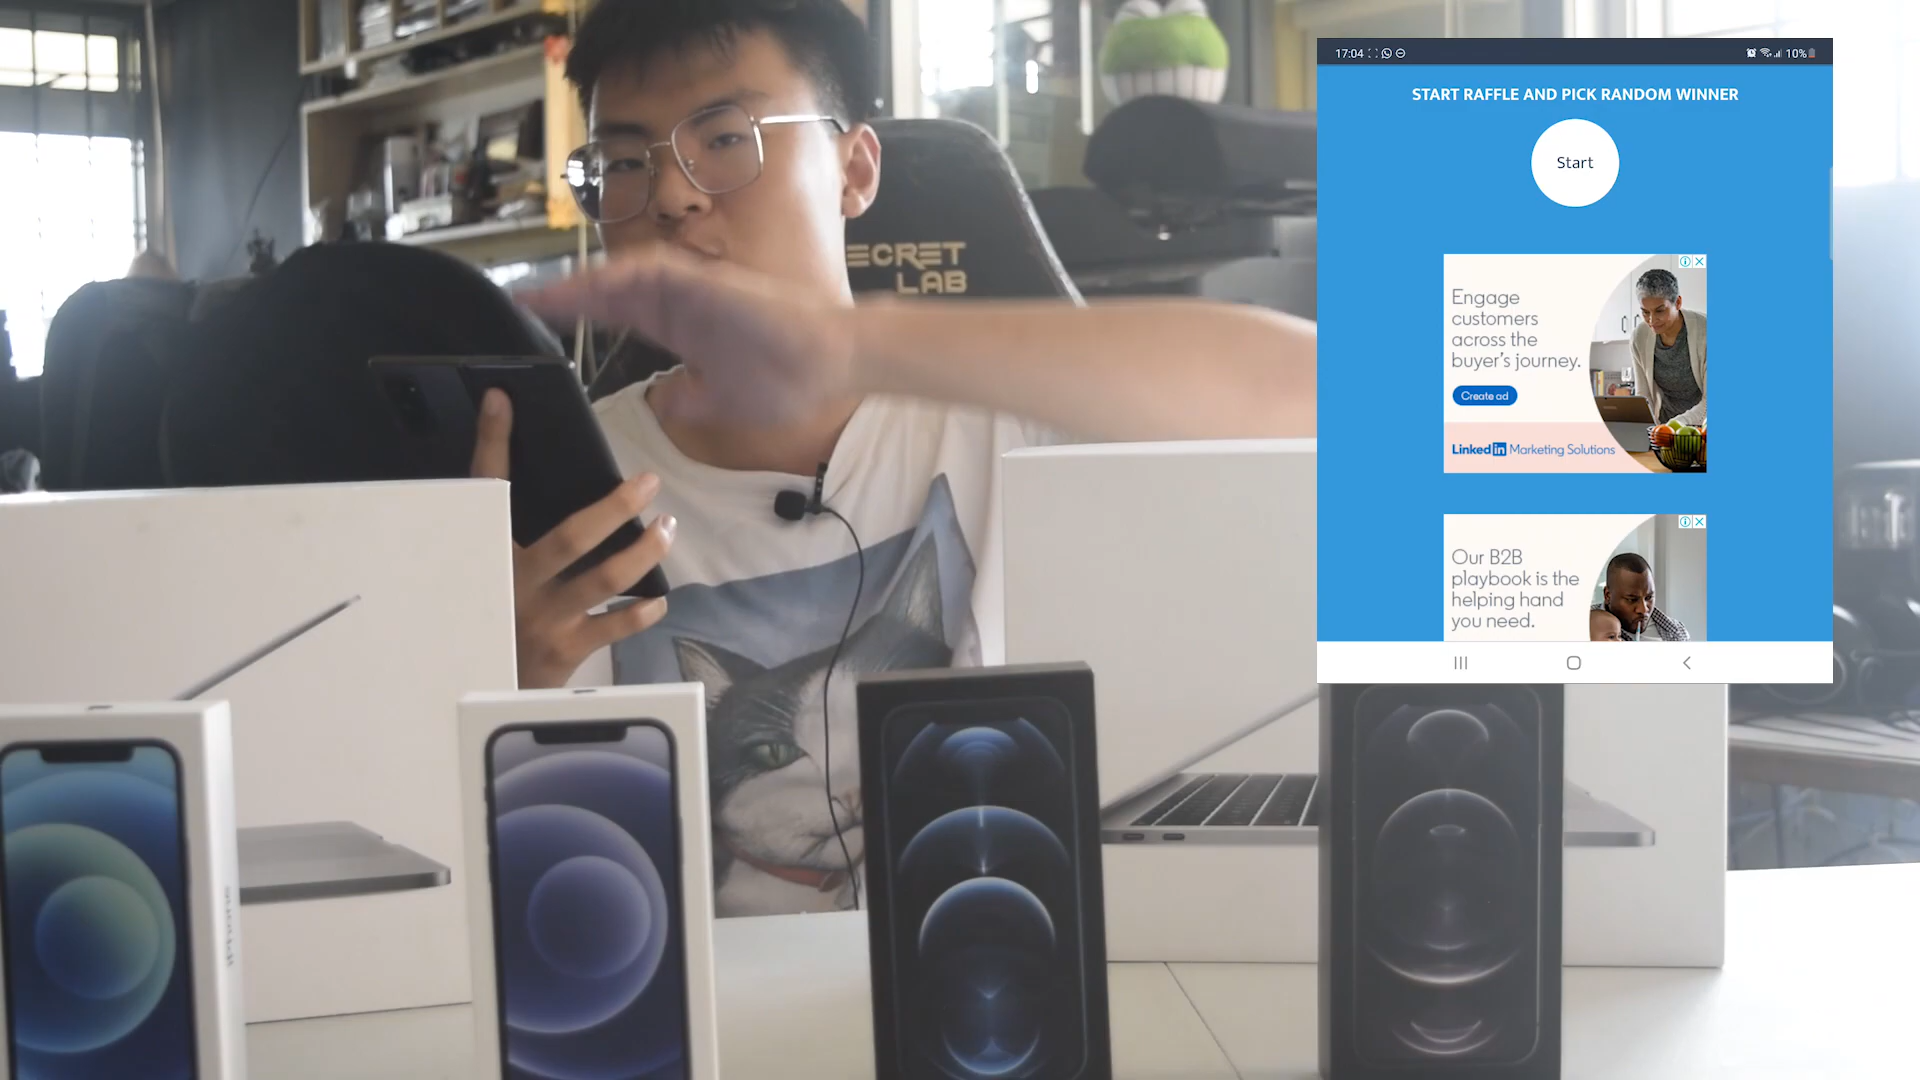 ECRET
LAB
17:04
10%
START RAFFLE AND PICK RANDOM WINNER
Start
Engage
customers
across the
buyer's journey.
Create ad
Linked in Marketing Solutions
Our B2B
playbook is the
helping hand
you need.